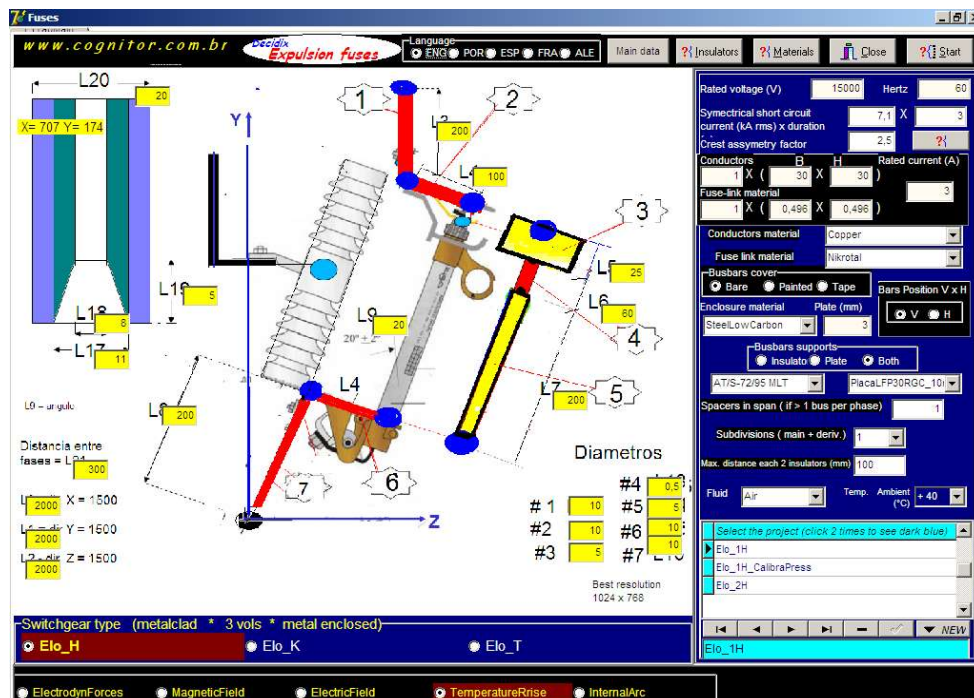 Fuses
www.cognitor.com.br
Decidix
Expulsion fuses
Language
ENG POR ESP FRA ALE
Main data
Insulators
Materials
Close
Start
L20
20
X= 707 Y= 174
Y
1
2
200
100
3
L19
5
L18
6
L17
11
L9
20
20° ± 2°
25
L6
60
4
L7
200
5
L4
L8
200
L9 = angulo
Distancia entre
fases = L21
300
X = 1500
2000
Y = 1500
2000
Z = 1500
2000
7
6
Z
Diametros
#4 0,5
# 1 10
#5 5
#2 10
#6 10
#3 5
#7 10
Best resolution
1024 x 768
Rated voltage (V) 15000 Hertz 60
Symectrical short circuit
current (kA rms) x duration
7,1 X 3
Crest assymetry factor 2,5
Conductors B H Rated current (A)
1 X ( 30 X 30 )
3
Fuse-link material
1 X ( 0,496 X 0,496 )
Conductors material Copper
Fuse link material Nikrotal
Busbars cover
Bare Painted Tape
Bars Position V x H
V H
Enclosure material Plate (mm)
SteelLowCarbon 3
Busbars supports
Insulato Plate Both
AT/S-72/95 MLT
PlacaLFP30RGC_10
Spacers in span ( if > 1 bus per phase) 1
Subdivisions ( main + deriv.) 1
Max. distance each 2 insulators (mm) 100
Fluid Air Temp. Ambient
(°C) + 40
Select the project (click 2 times to see dark blue)
Elo_1H
Elo_1H_CalibraPress
Elo_2H
NEW
Elo_1H
Switchgear type (metalclad * 3 vols * metal enclosed)
Elo_H Elo_K Elo_T
ElectrodynForces MagneticField ElectricField TemperatureRrise InternalArc